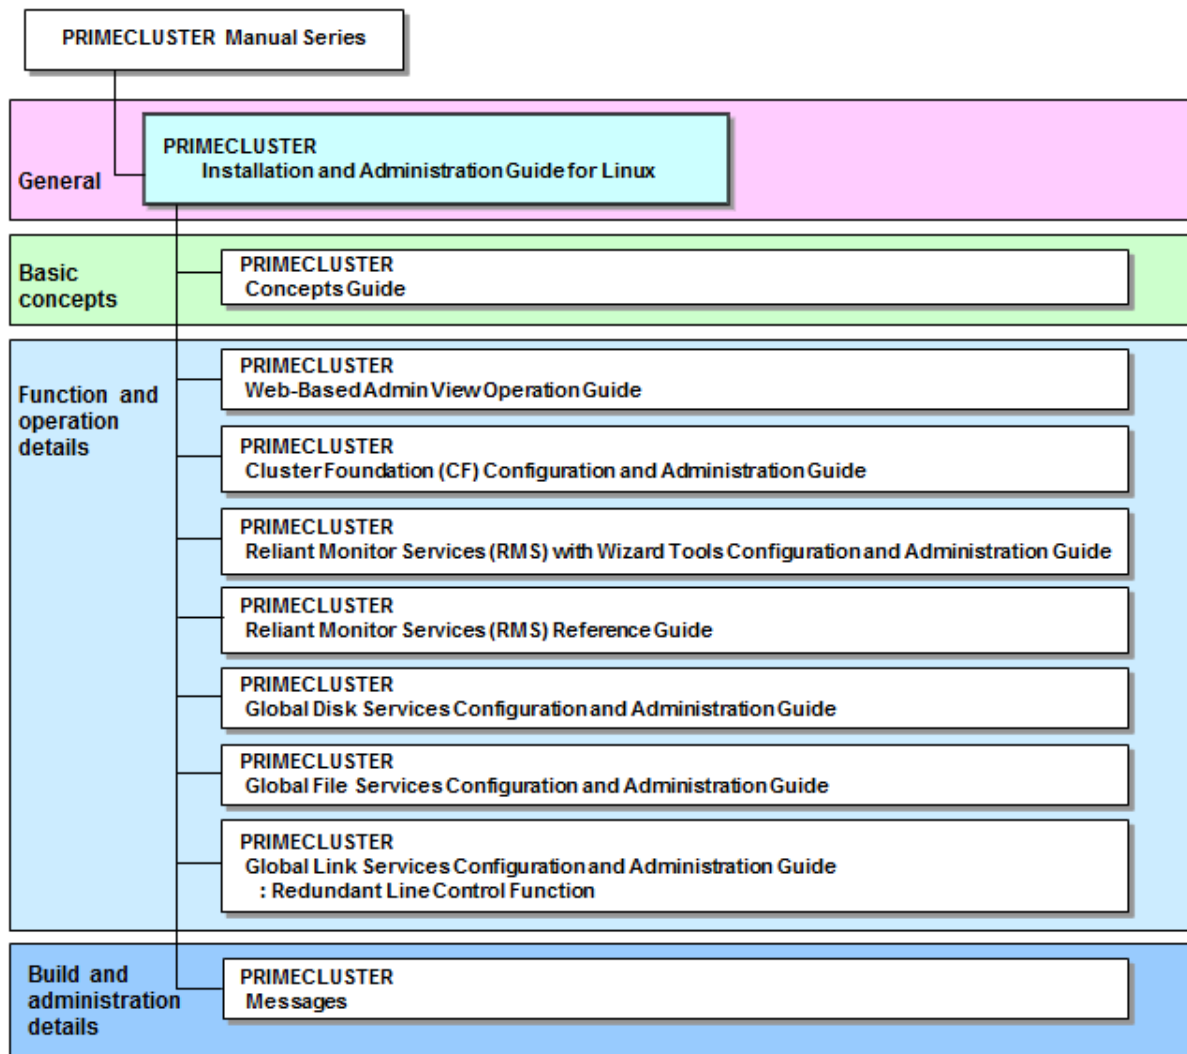 PRIMECLUSTER Manual Series
General
PRIMECLUSTER
Installation and Administration Guide for Linux
Basic
concepts
PRIMECLUSTER
Concepts Guide
Function and
operation
details
PRIMECLUSTER
Web-Based Admin View Operation Guide
PRIMECLUSTER
Cluster Foundation (CF) Configuration and Administration Guide
PRIMECLUSTER
Reliant Monitor Services (RMS) with Wizard Tools Configuration and Administration Guide
PRIMECLUSTER
Reliant Monitor Services (RMS) Reference Guide
PRIMECLUSTER
Global Disk Services Configuration and Administration Guide
PRIMECLUSTER
Global File Services Configuration and Administration Guide
PRIMECLUSTER
Global Link Services Configuration and Administration Guide
: Redundant Line Control Function
Build and
administration
details
PRIMECLUSTER
Messages